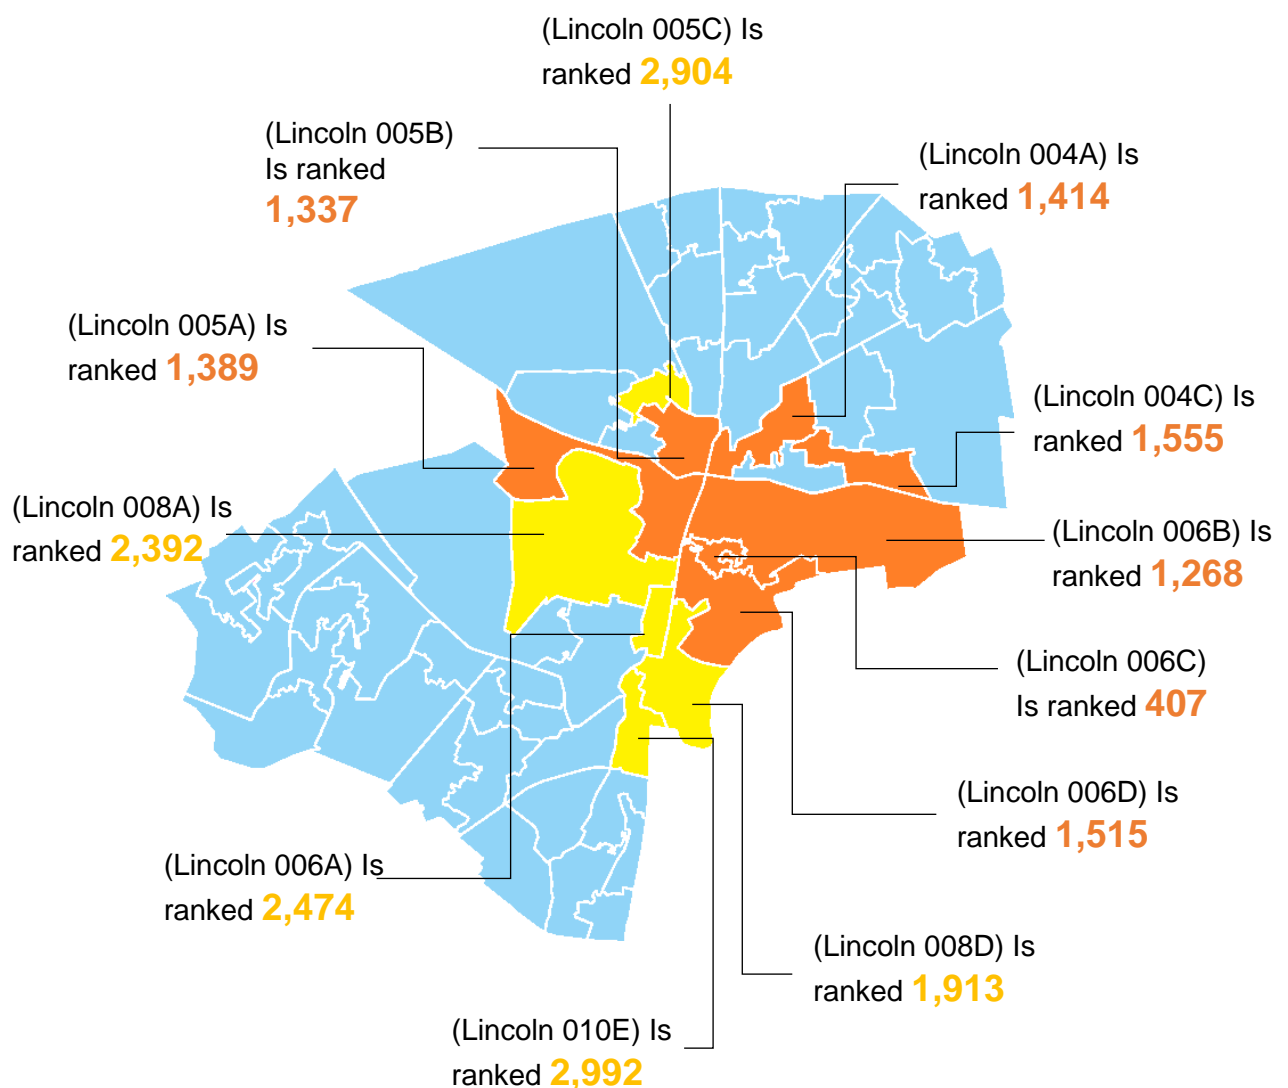 (Lincoln 005C) Is
ranked 2,904
(Lincoln 005B)
Is ranked
1,337
(Lincoln 004A) Is
ranked 1,414
(Lincoln 005A) Is
ranked 1,389
(Lincoln 004C) Is
ranked 1,555
(Lincoln 008A) Is
ranked 2,392
(Lincoln 006B) Is
ranked 1,268
(Lincoln 006C)
Is ranked 407
(Lincoln 006D) Is
ranked 1,515
(Lincoln 006A) Is
ranked 2,474
(Lincoln 008D) Is
ranked 1,913
(Lincoln 010E) Is
ranked 2,992